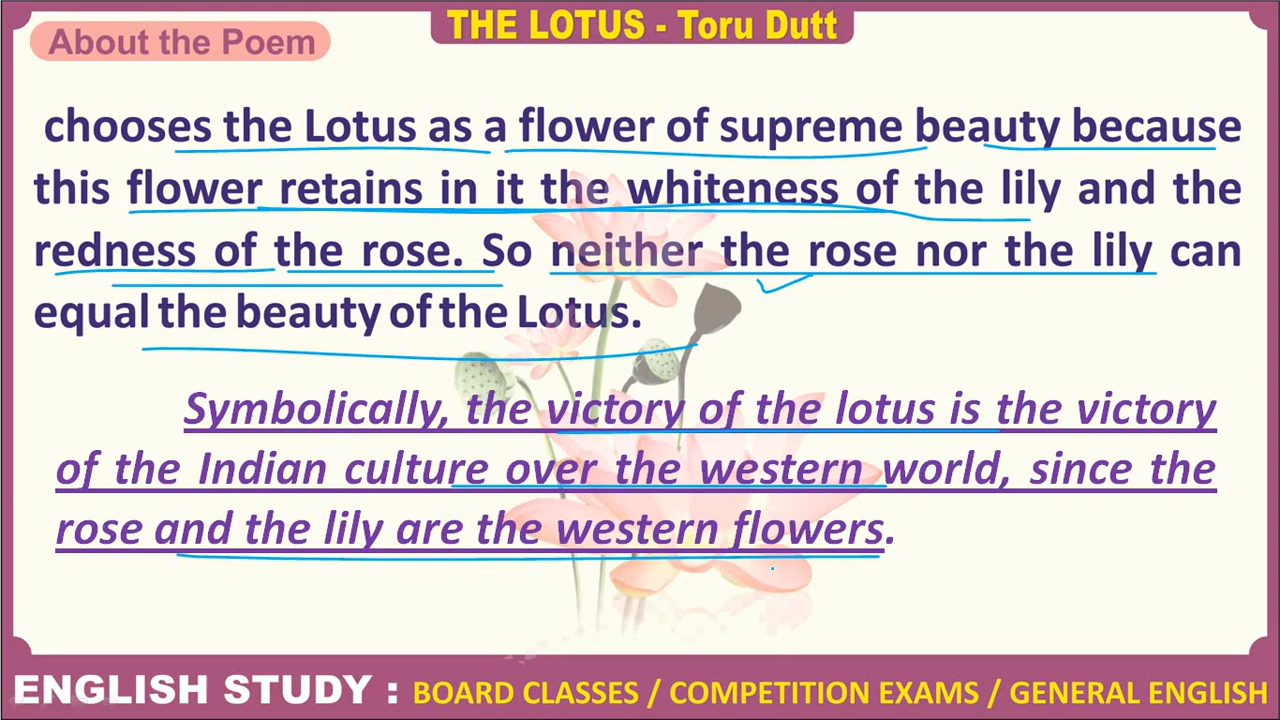 THE LOTUS - Toru Dutt
About the Poem
chooses the Lotus as a flower of supreme beauty because
this flower retains in it the whiteness of the lily and the
redness of the rose. So neither the rose nor the lily can
equal the beauty of the Lotus.
Symbolically, the victory of the lotus is the victory
of the Indian culture over the western world, since the
rose and the lily are the western flowers.
ENGLISH STUDY : BOARD CLASSES / COMPETITION EXAMS / GENERAL ENGLISH